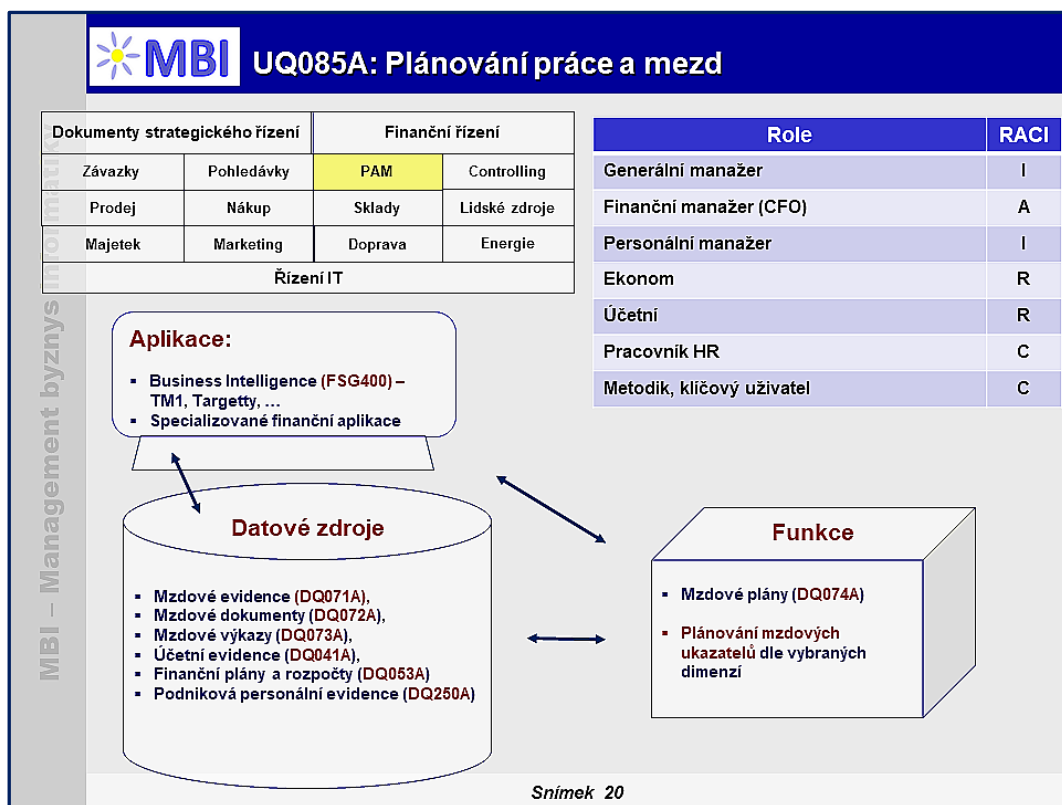 MBI
UQ085A: Plánování práce a mezd
MBI – Management byznys informatiky
Dokumenty strategického řízení Finanční řízení
Závazky Pohledávky PAM Controlling
Prodej Nákup Sklady Lidské zdroje
Majetek Marketing Doprava Energie
Řízení IT
Role RACI
Generální manažer I
Finanční manažer (CFO) A
Personální manažer I
Ekonom R
Účetní R
Pracovník HR C
Metodik, klíčový uživatel C
Aplikace:
▪ Business Intelligence (FSG400) –
TM1, Targetty, ...
▪ Specializované finanční aplikace
Datové zdroje
▪ Mzdové evidence (DQ071A),
▪ Mzdové dokumenty (DQ072A),
▪ Mzdové výkazy (DQ073A),
▪ Účetní evidence (DQ041A),
▪ Finanční plány a rozpočty (DQ053A)
▪ Podniková personální evidence (DQ250A)
Funkce
▪ Mzdové plány (DQ074A)
▪ Plánování mzdových
ukazatelů dle vybraných
dimenzí
Snímek 20